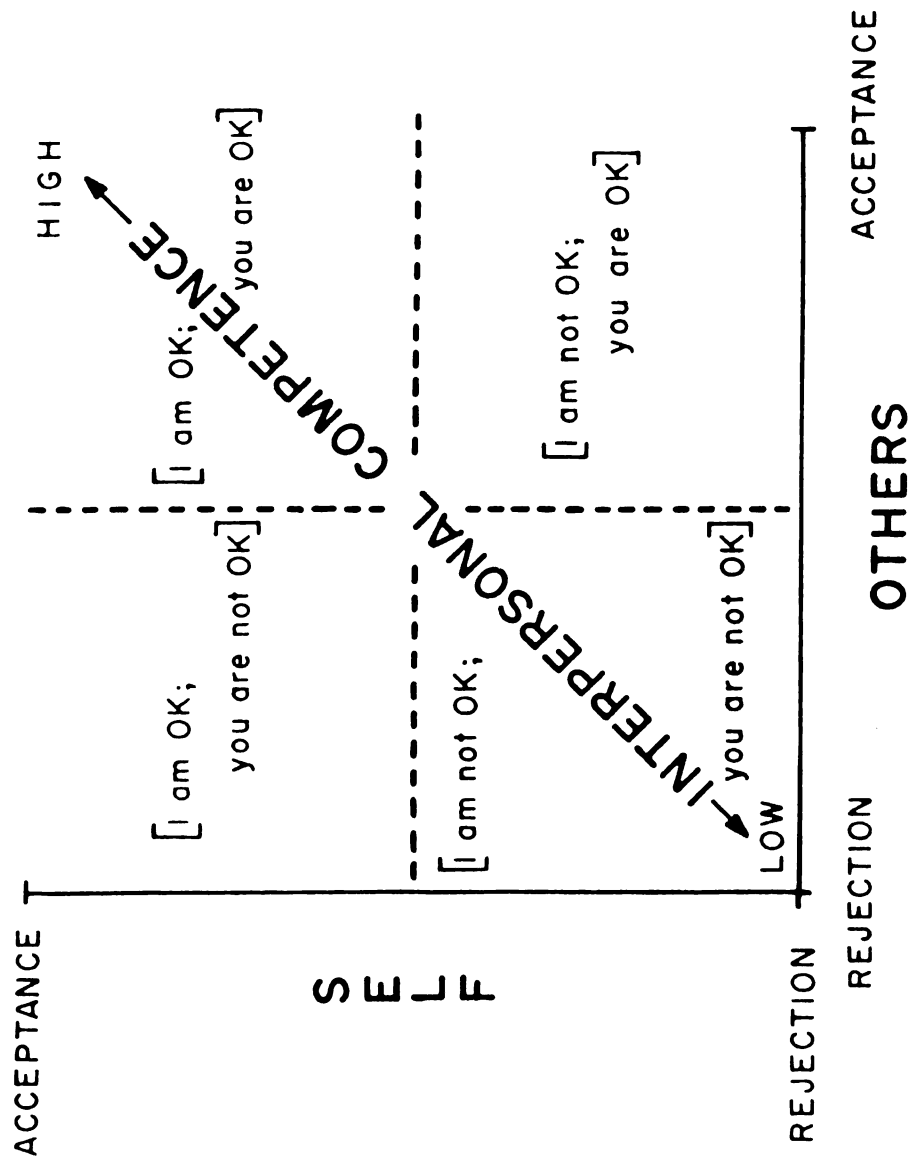 ACCEPTANCE
HIGH
[I am OK;
you are not OK]
[I am OK;
you are OK]
SELF
INTERPERSONAL COMPETENCE
[I am not OK;
you are not OK]
[I am not OK;
you are OK]
LOW
REJECTION
REJECTION
ACCEPTANCE
OTHERS